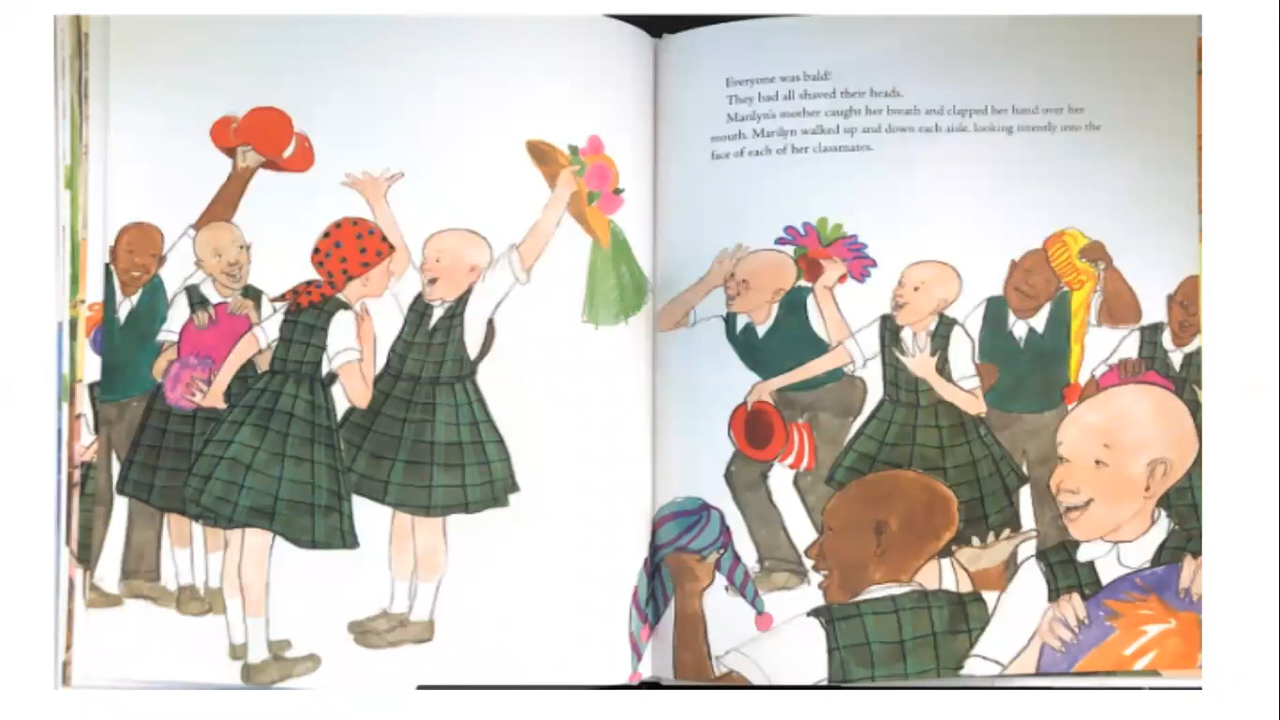 Everyone was bald!
They had all shaved their heads.
Marilyn's mother caught her breath and clapped her hand over her
mouth. Marilyn walked up and down each aisle, looking intently into the
face of each of her classmates.